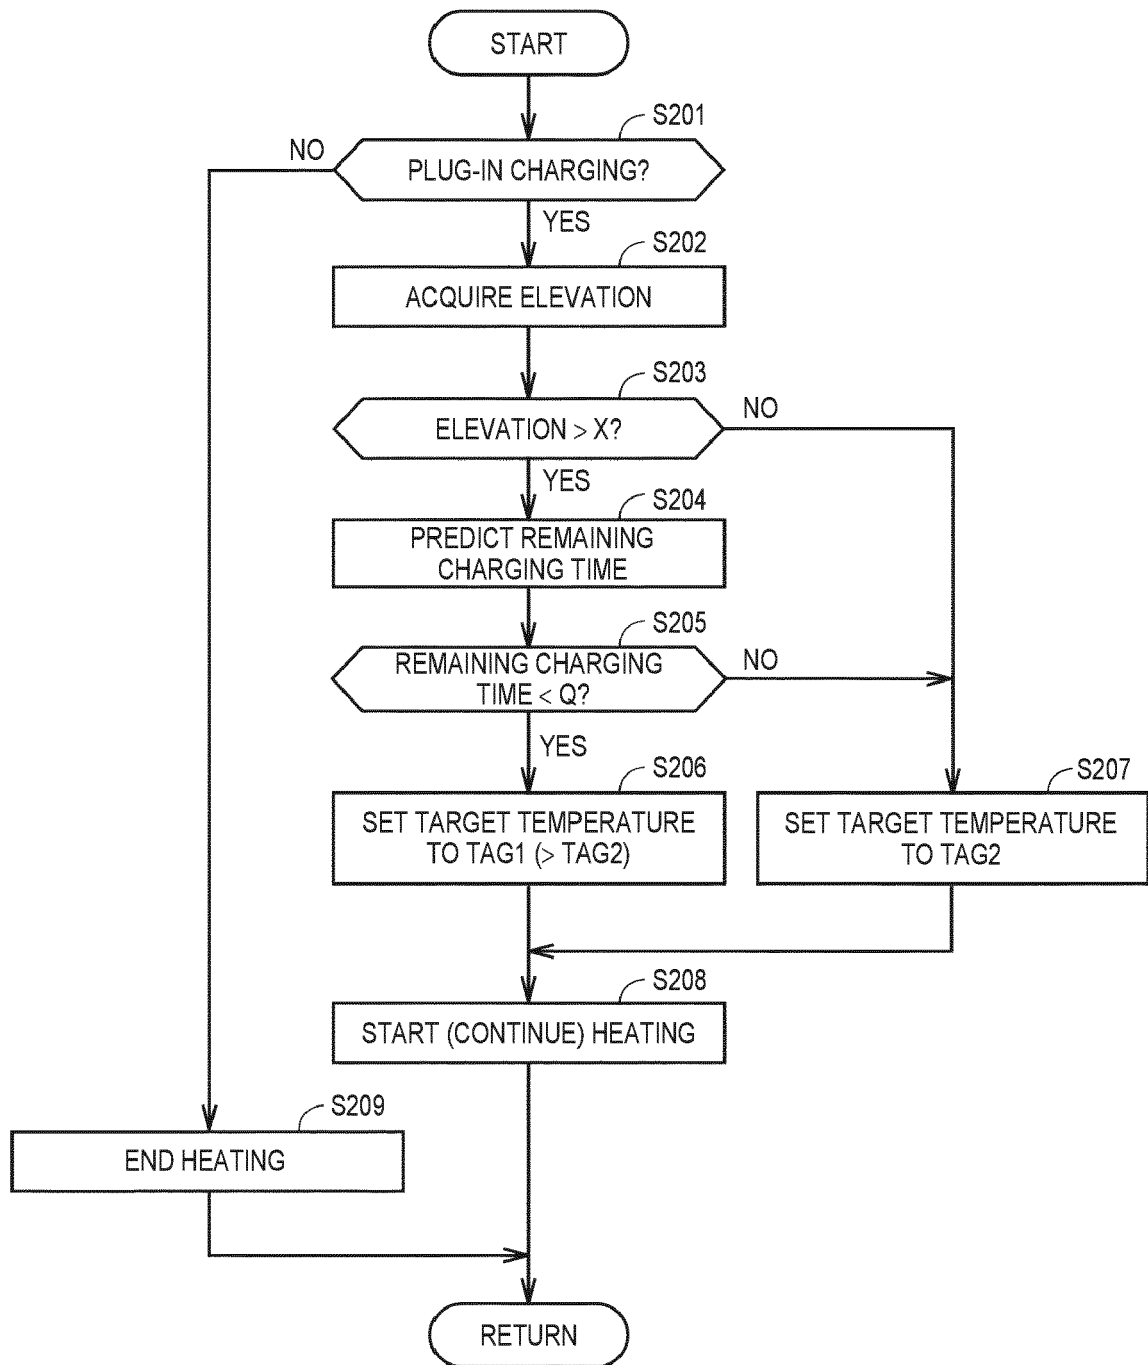 START
S201
NO
PLUG-IN CHARGING?
YES
S202
ACQUIRE ELEVATION
S203
ELEVATION > X?
NO
YES
S204
PREDICT REMAINING
CHARGING TIME
S205
REMAINING CHARGING
TIME < Q?
NO
YES
S206
SET TARGET TEMPERATURE
TO TAG1 (> TAG2)
S207
SET TARGET TEMPERATURE
TO TAG2
S208
START (CONTINUE) HEATING
S209
END HEATING
RETURN